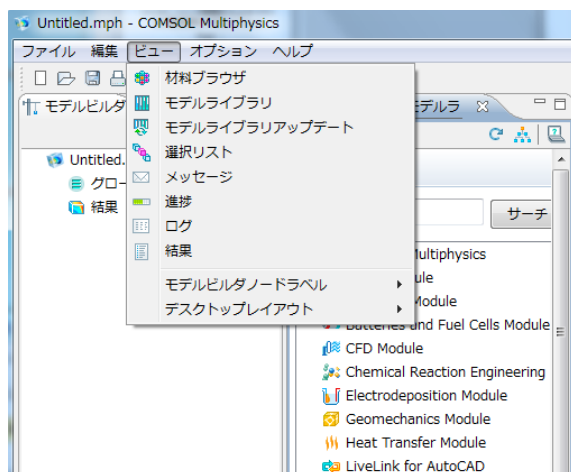 Untitled.mph - COMSOL Multiphysics
ファイル 編集 ビュー オプション ヘルプ
モデルビルダ
モデルラ
材料ブラウザ
モデルライブラリ
モデルライブラリアップデート
選択リスト
メッセージ
進捗
ログ
結果
モデルビルダノードラベル
デスクトップレイアウト
Untitled.
グロー
結果
サーチ
Multiphysics
ule
Module
Batteries and Fuel Cells Module
CFD Module
Chemical Reaction Engineering
Electrodeposition Module
Geomechanics Module
Heat Transfer Module
LiveLink for AutoCAD